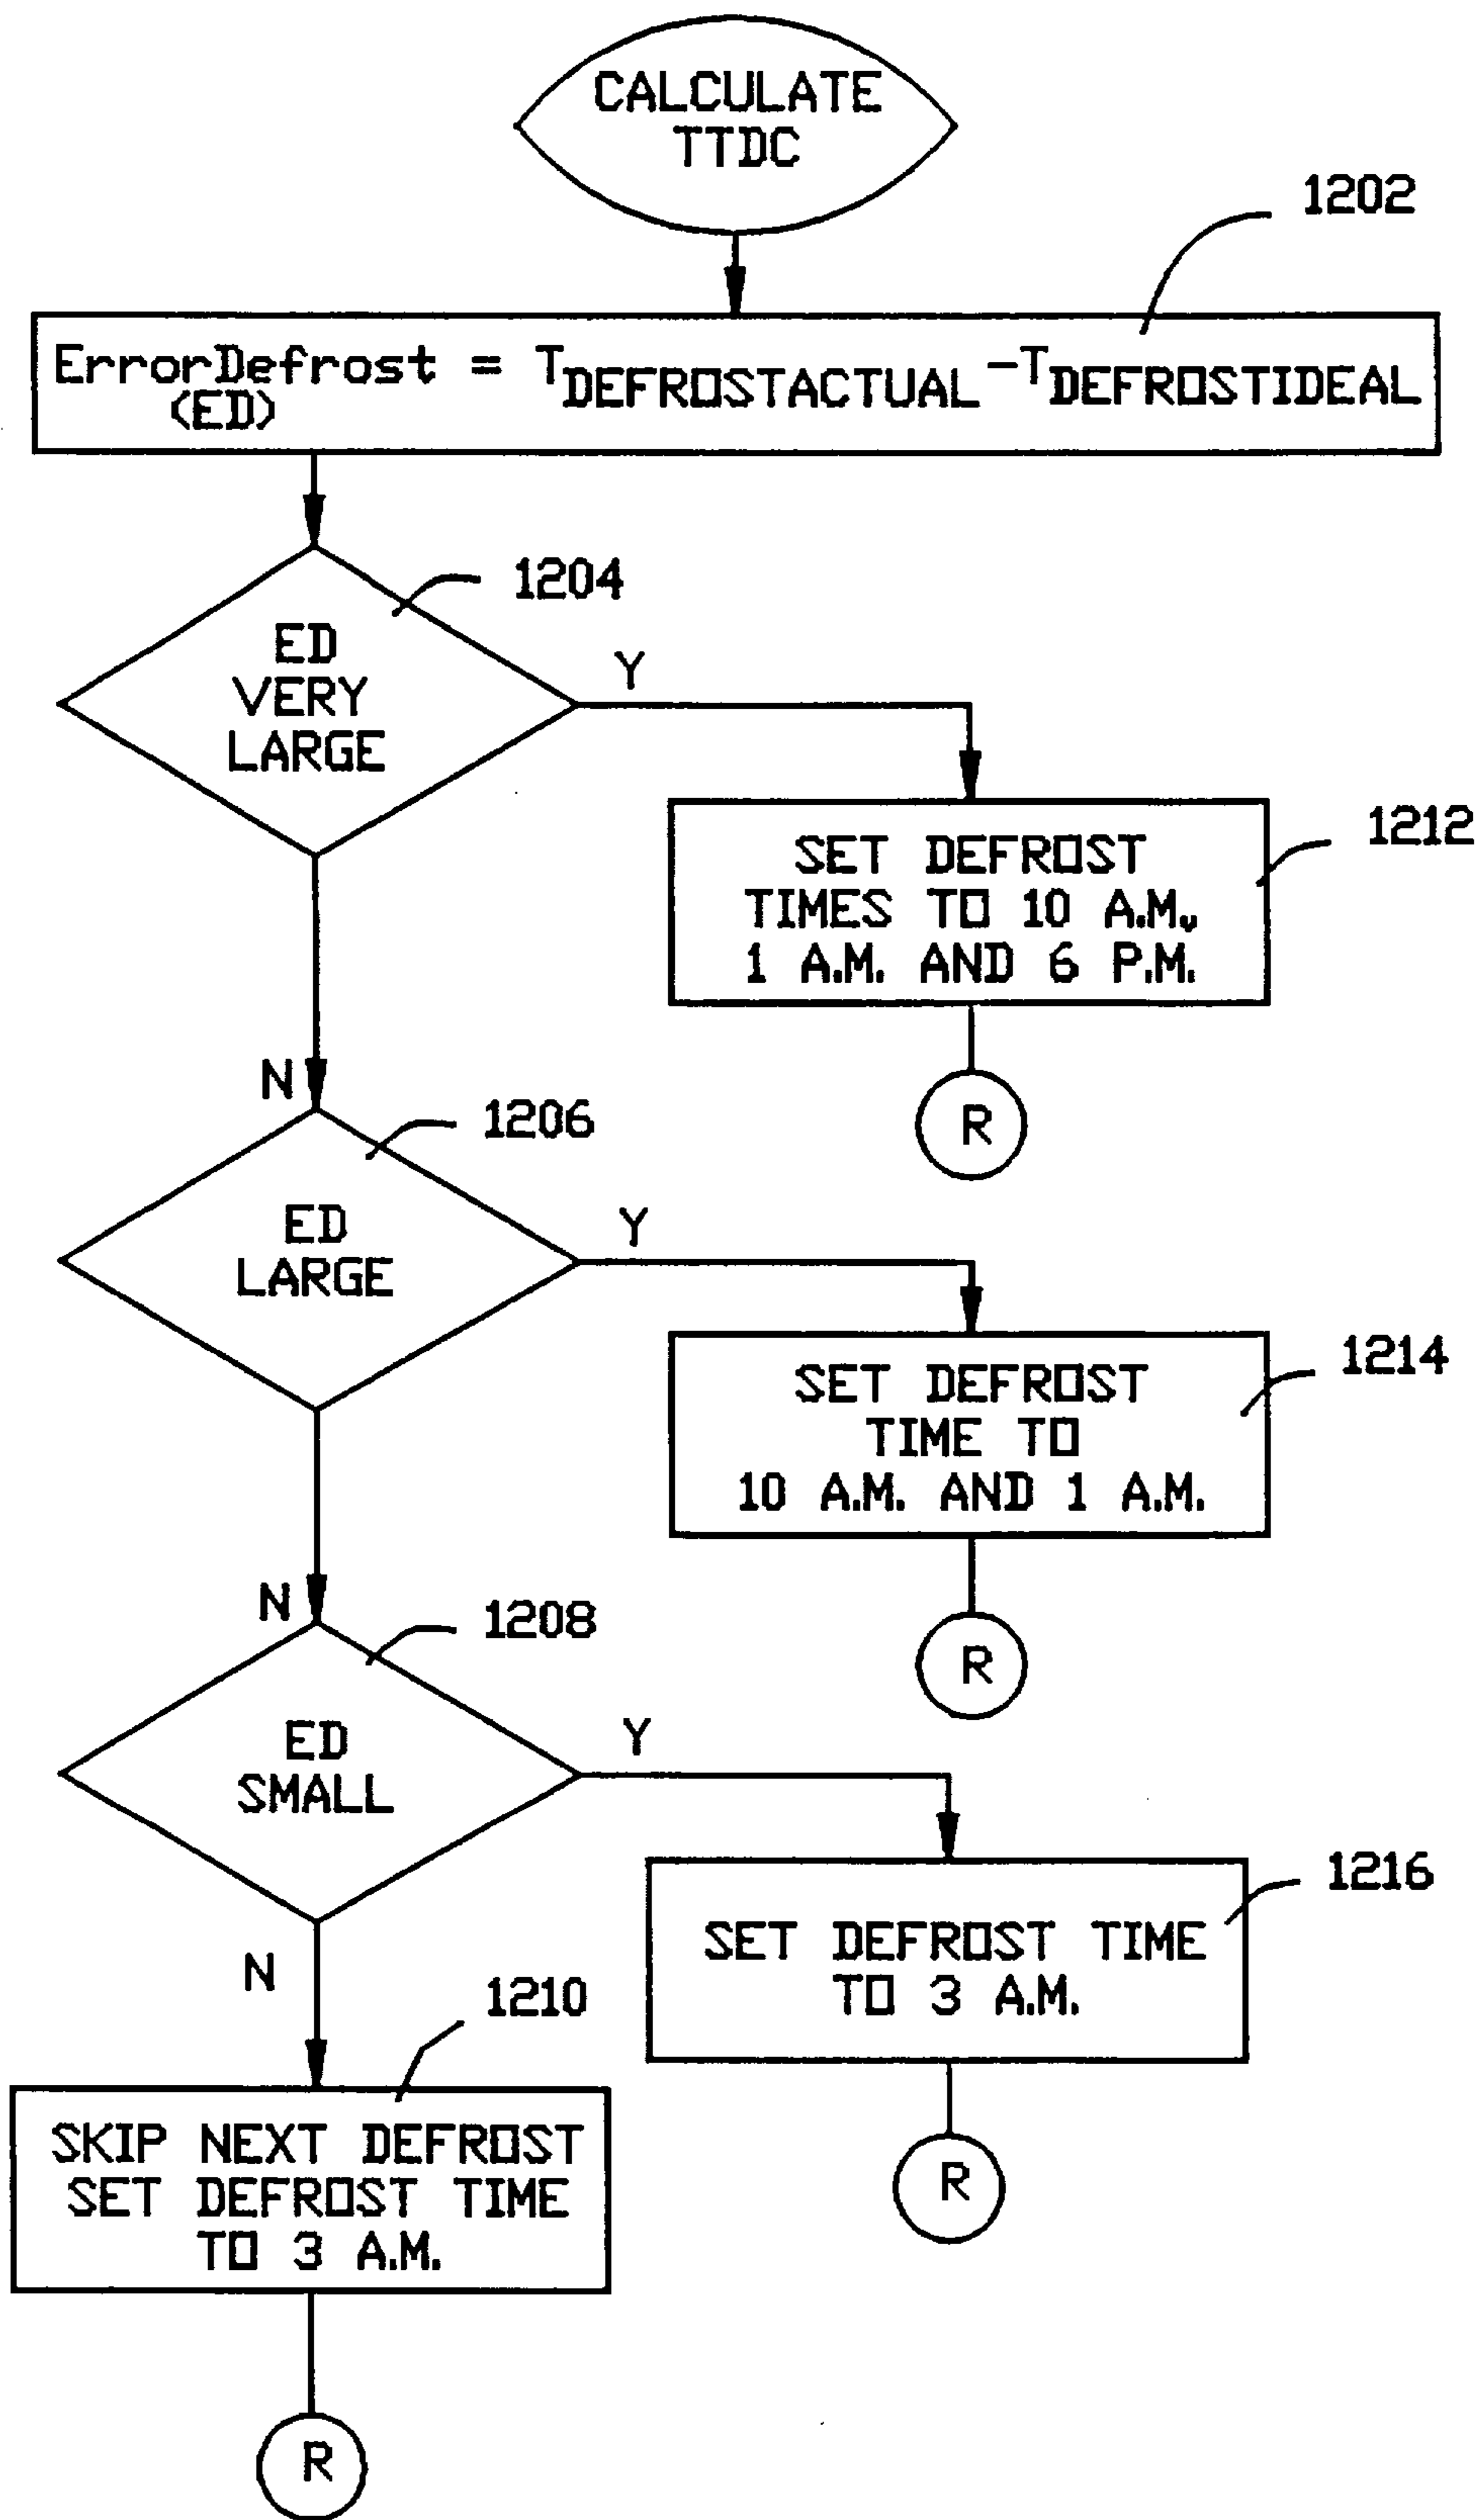 CALCULATE
TTDC
1202
ErrorDefrost = TDEFROSTACTUAL -TDEFROSTIDEAL
(ED)
1204
ED
VERY
LARGE
Y
1212
SET DEFROST
TIMES TO 10 A.M.,
1 A.M. AND 6 P.M.
N
R
1206
ED
LARGE
Y
1214
SET DEFROST
TIME TO
10 A.M. AND 1 A.M.
N
R
1208
ED
SMALL
Y
1216
SET DEFROST TIME
TO 3 A.M.
N
R
1210
SKIP NEXT DEFROST
SET DEFROST TIME
TO 3 A.M.
R